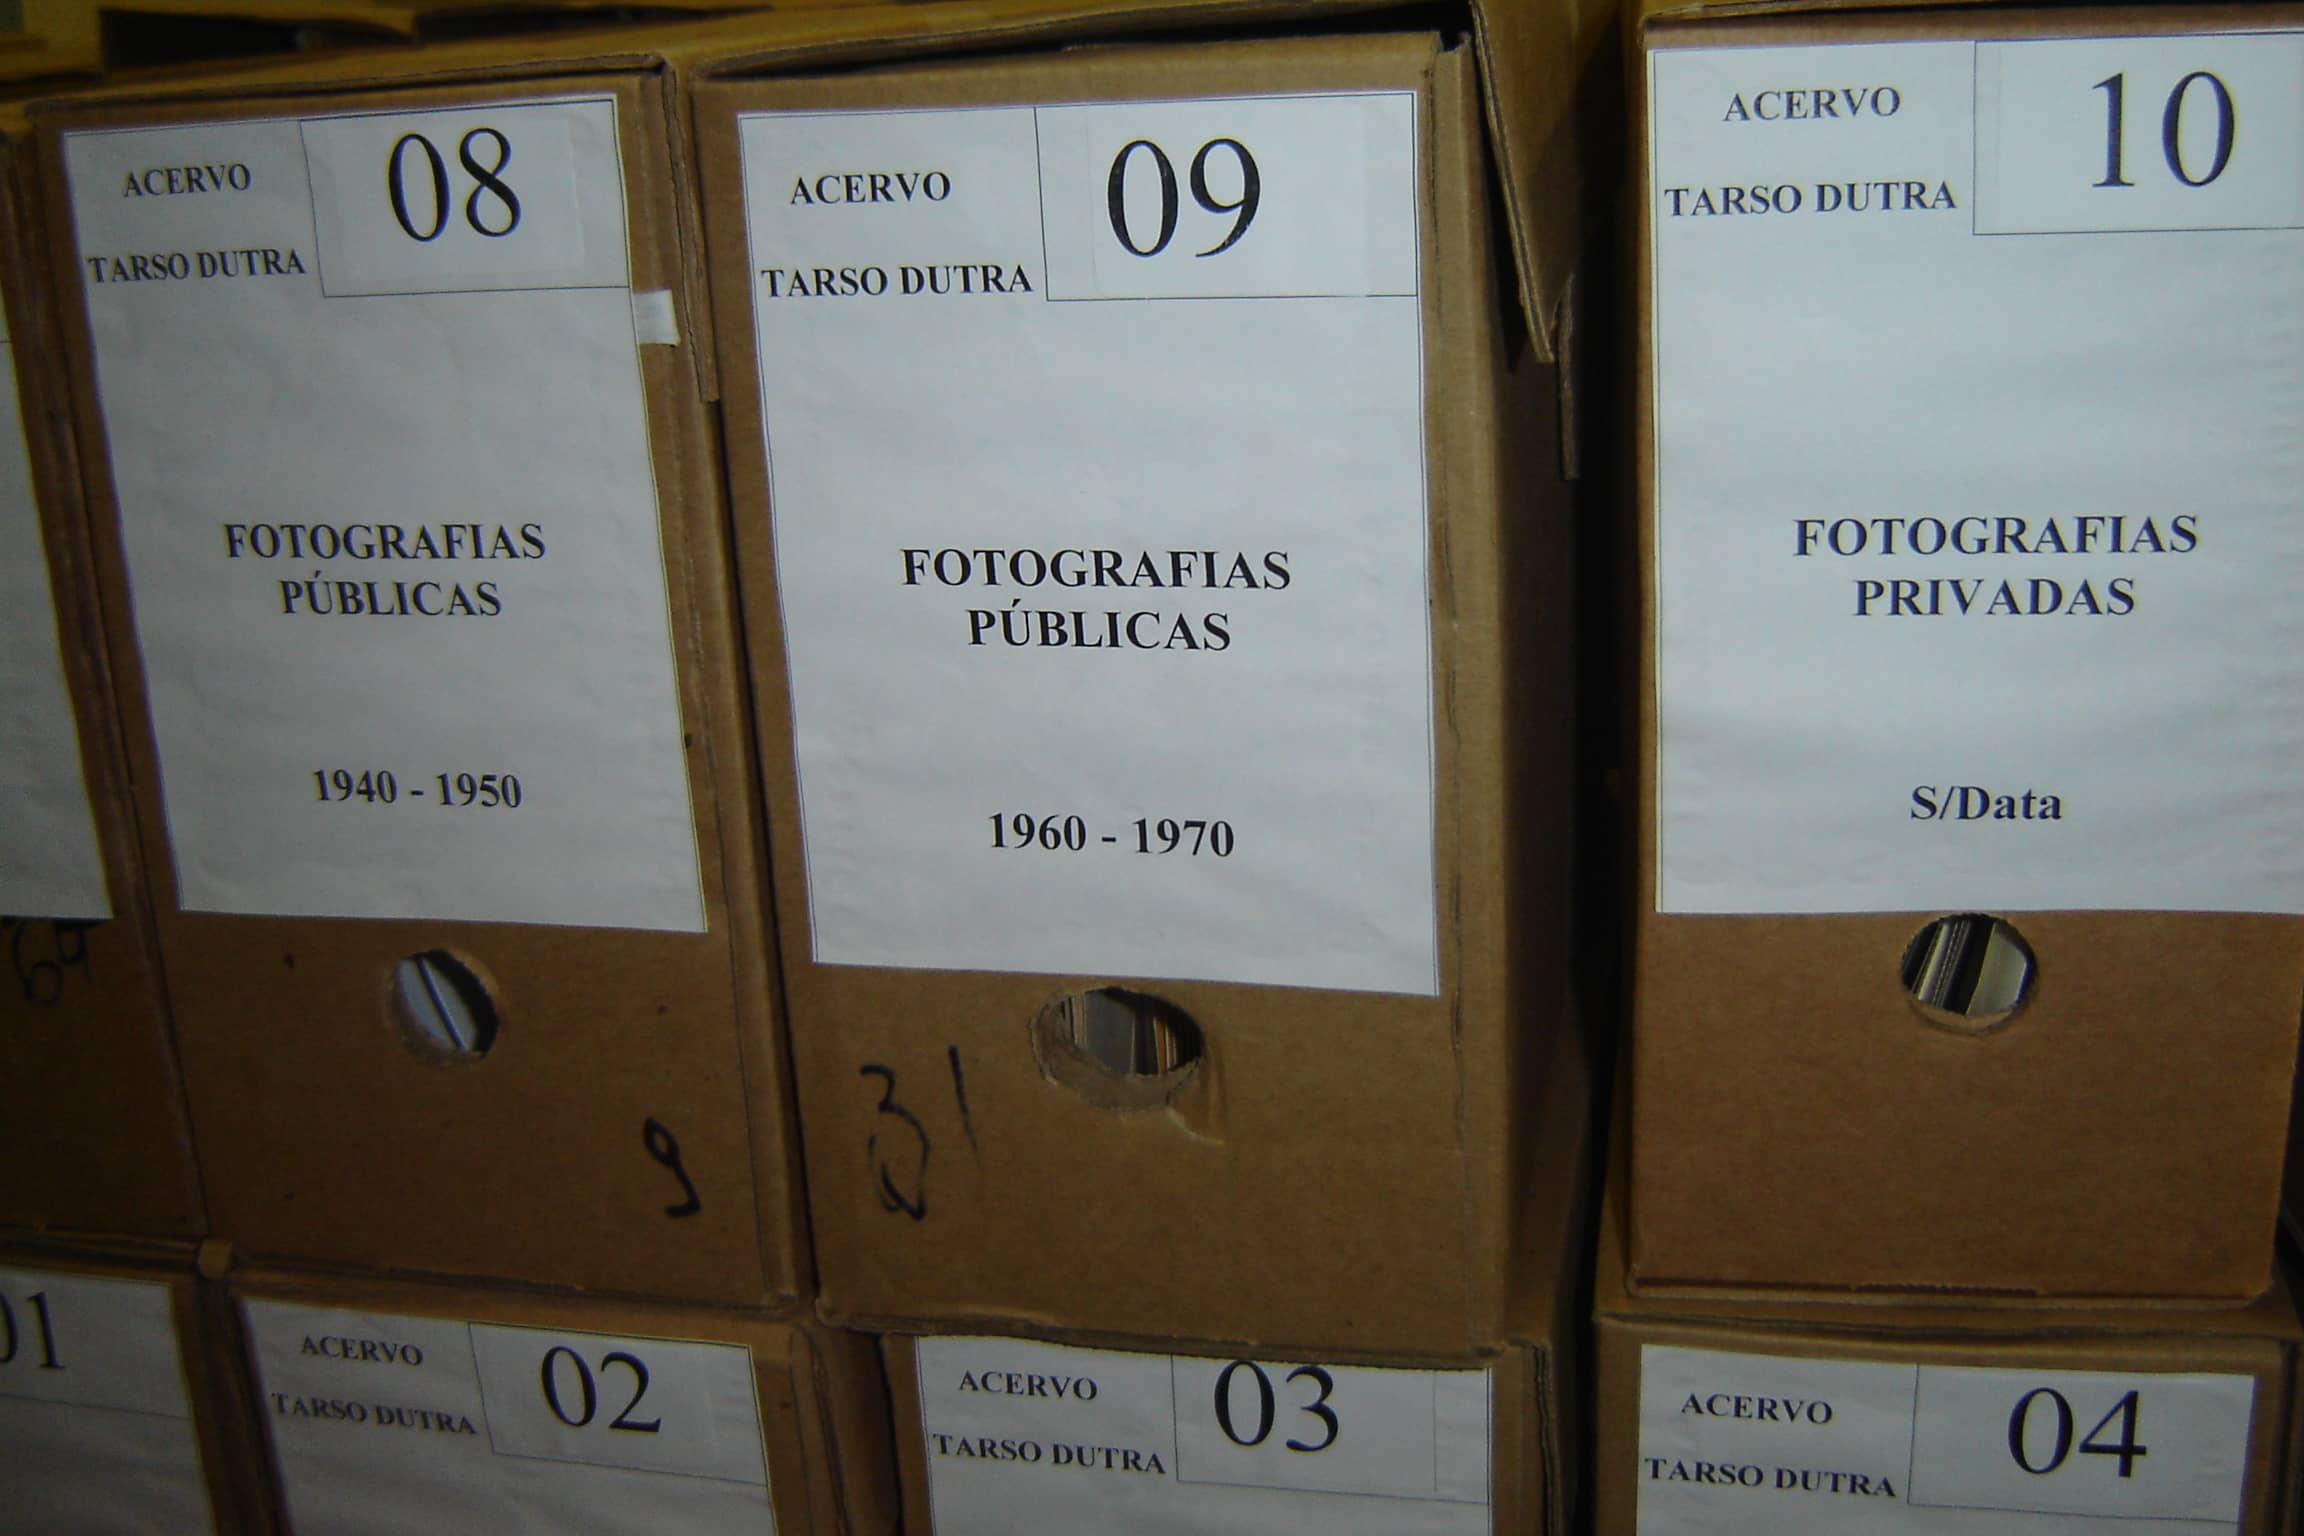 ACERVO
TARSO DUTRA
08
FOTOGRAFIAS
PÚBLICAS
1940 - 1950
9
ACERVO
TARSO DUTRA
09
FOTOGRAFIAS
PÚBLICAS
1960 - 1970
31
ACERVO
TARSO DUTRA
10
FOTOGRAFIAS
PRIVADAS
S/Data
01
ACERVO
TARSO DUTRA
02
ACERVO
TARSO DUTRA
03
ACERVO
TARSO DUTRA
04